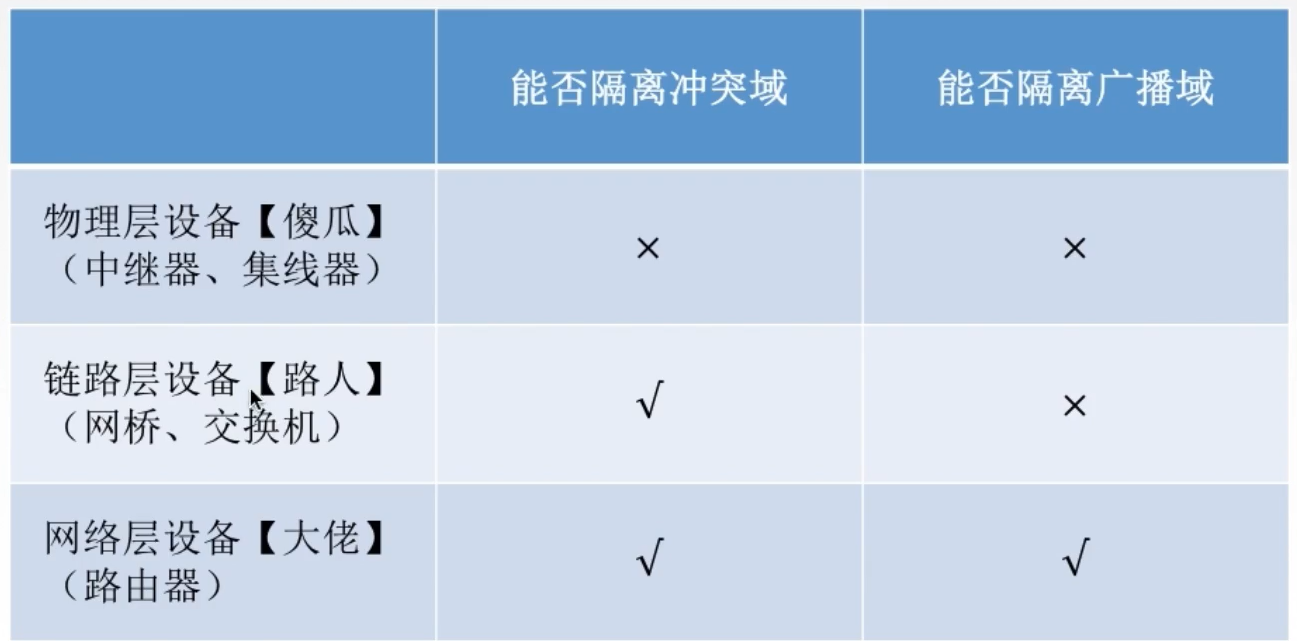 能否隔离冲突域
能否隔离广播域
物理层设备【傻瓜】
（中继器、集线器）
×
×
链路层设备【路人】
（网桥、交换机）
√
×
网络层设备【大佬】
（路由器）
√
√